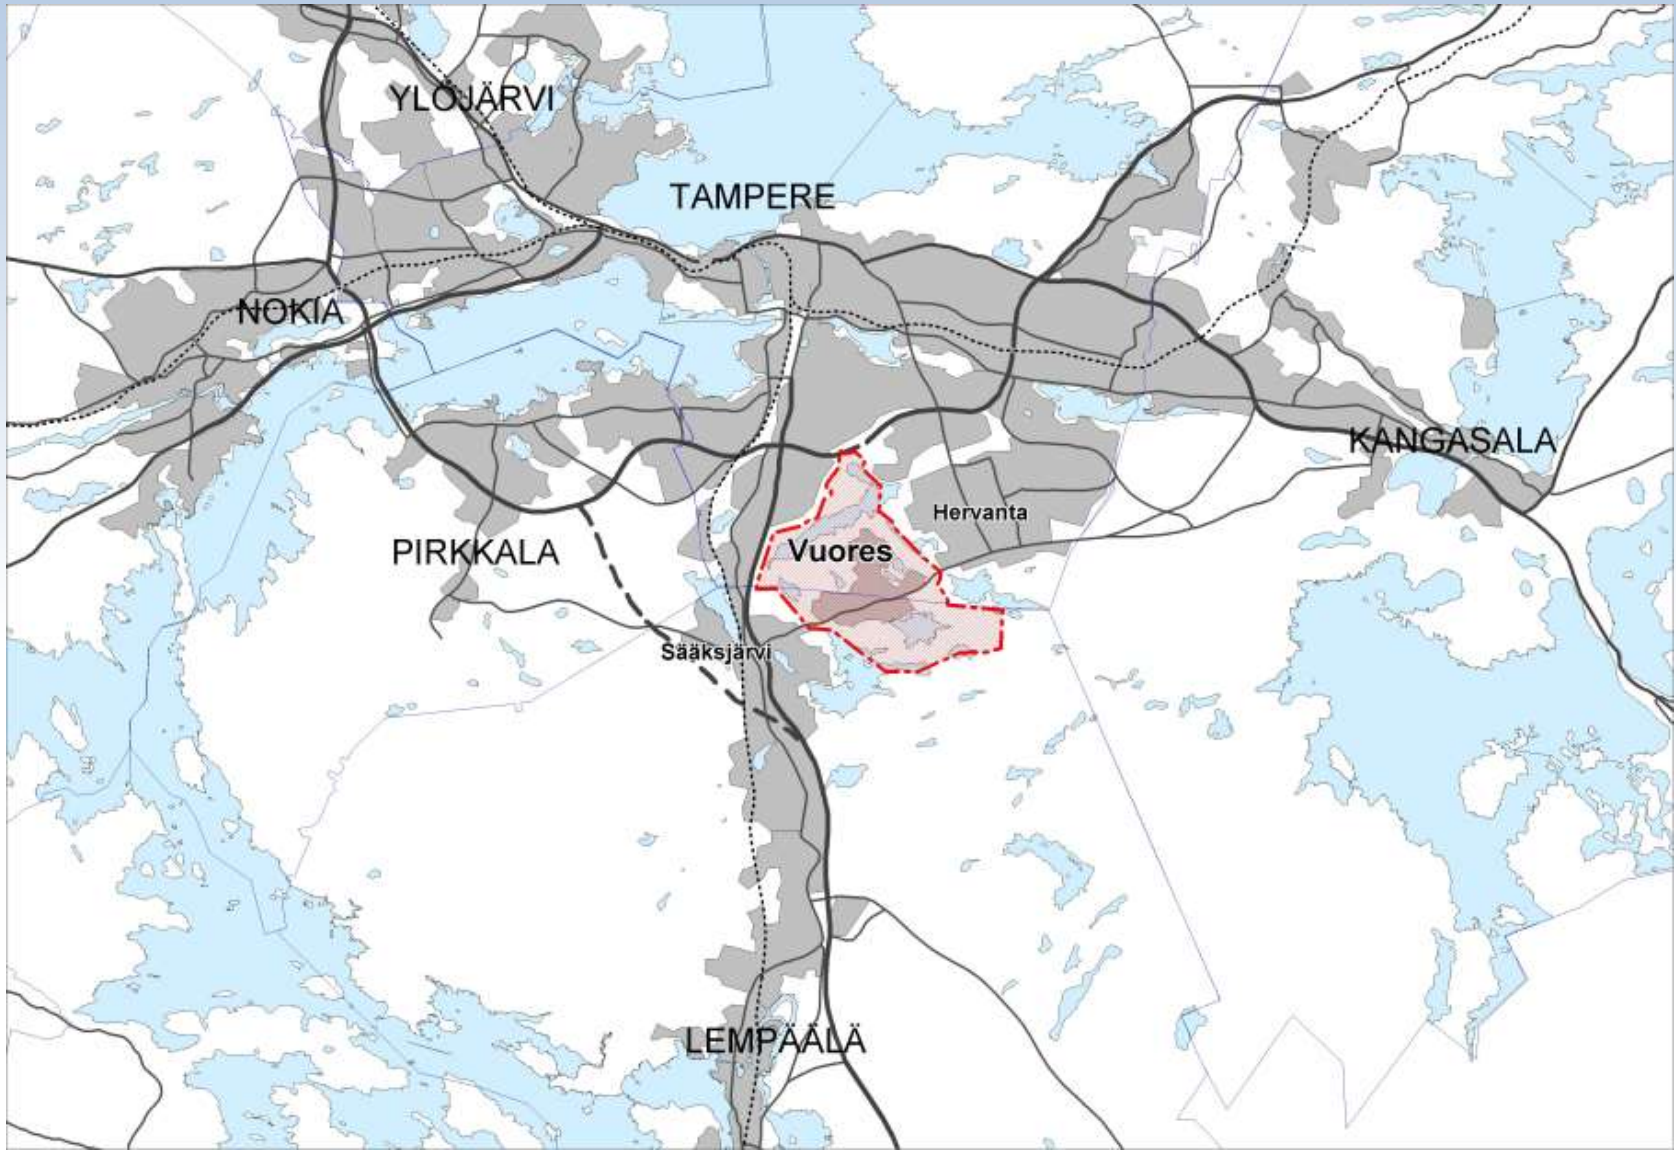 YLÖJÄRVI
TAMPERE
NOKIA
KANGASALA
Hervanta
PIRKKALA
Vuores
Sääksjärvi
LEMPÄÄLÄ